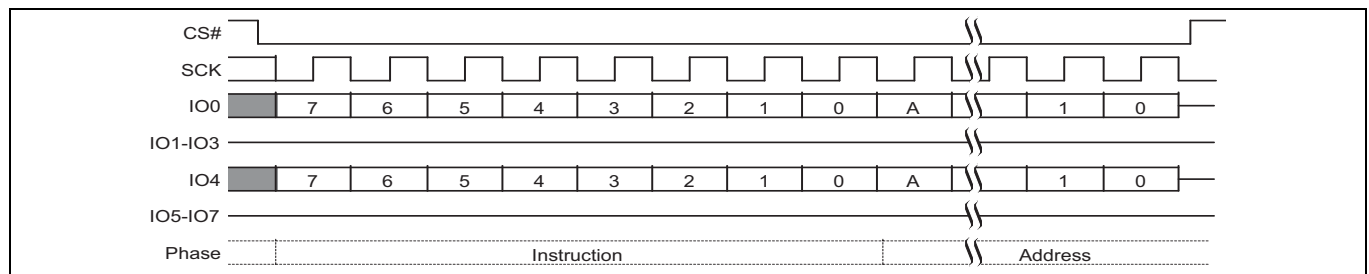 CS#
SCK
IO0 7 6 5 4 3 2 1 0 A 1 0
IO1-IO3
IO4 7 6 5 4 3 2 1 0 A 1 0
IO5-IO7
Phase Instruction Address